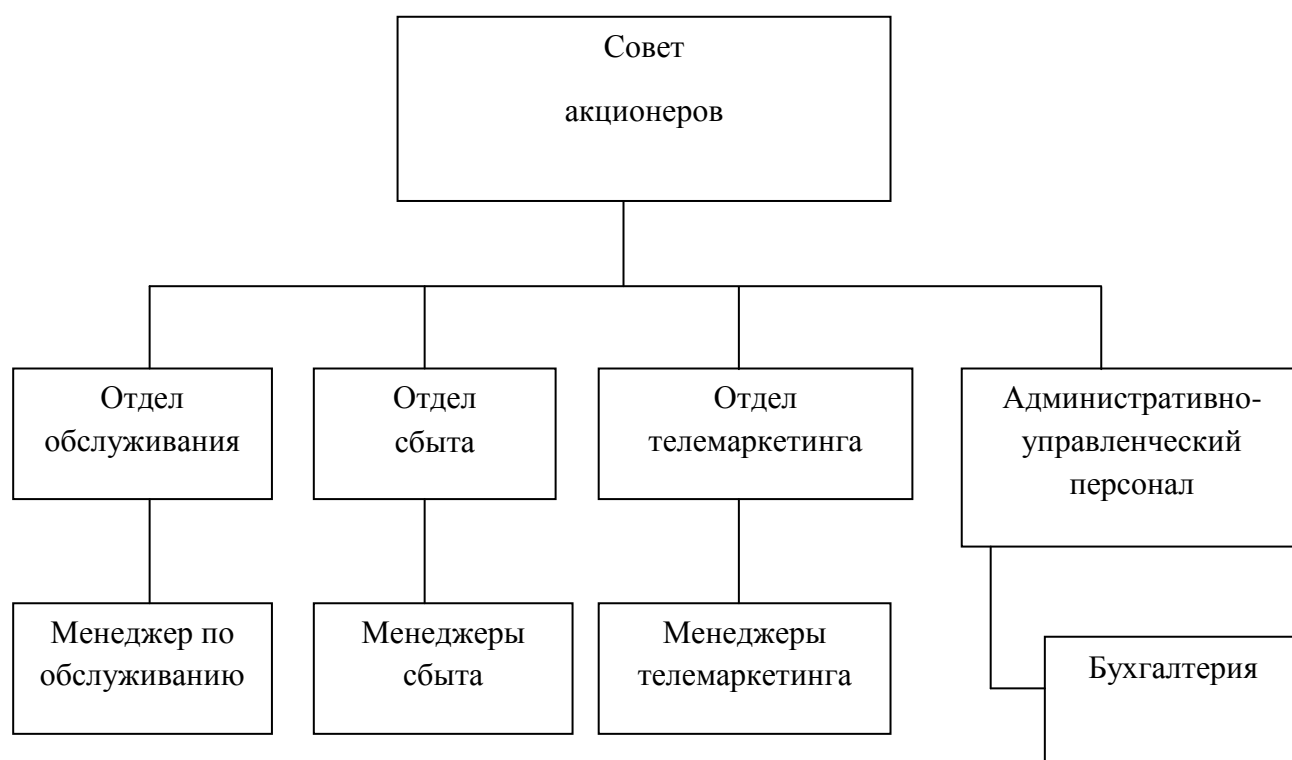 Совет
акционеров
Отдел
обслуживания
Отдел
сбыта
Отдел
телемаркетинга
Административно-
управленческий
персонал
Менеджер по
обслуживанию
Менеджеры
сбыта
Менеджеры
телемаркетинга
Бухгалтерия